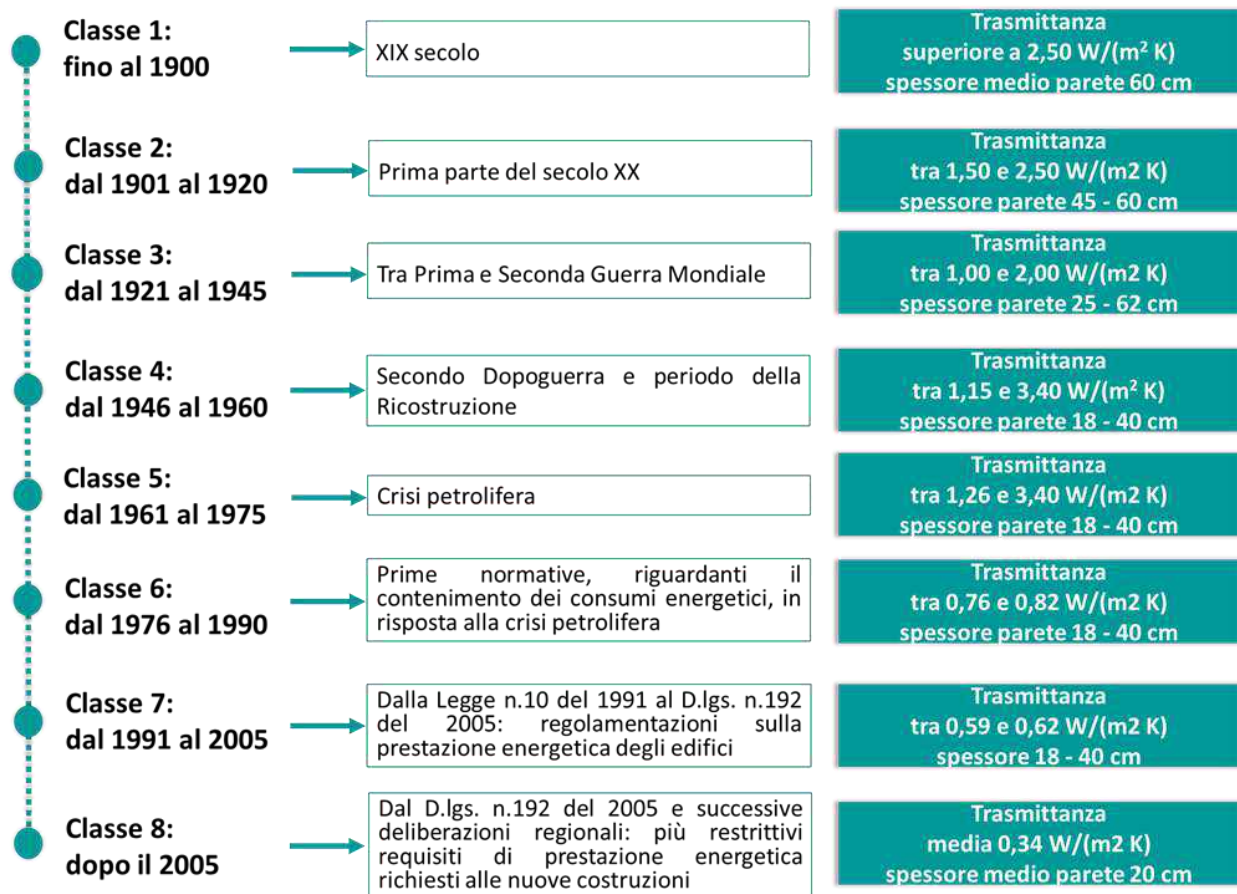 Classe 1:
fino al 1900
XIX secolo
Trasmittanza
superiore a 2,50 W/(m² K)
spessore medio parete 60 cm
Classe 2:
dal 1901 al 1920
Prima parte del secolo XX
Trasmittanza
tra 1,50 e 2,50 W/(m2 K)
spessore parete 45 - 60 cm
Classe 3:
dal 1921 al 1945
Tra Prima e Seconda Guerra Mondiale
Trasmittanza
tra 1,00 e 2,00 W/(m2 K)
spessore parete 25 - 62 cm
Classe 4:
dal 1946 al 1960
Secondo Dopoguerra e periodo della
Ricostruzione
Trasmittanza
tra 1,15 e 3,40 W/(m² K)
spessore parete 18 - 40 cm
Classe 5:
dal 1961 al 1975
Crisi petrolifera
Trasmittanza
tra 1,26 e 3,40 W/(m2 K)
spessore parete 18 - 40 cm
Classe 6:
dal 1976 al 1990
Prime normative, riguardanti il
contenimento dei consumi energetici, in
risposta alla crisi petrolifera
Trasmittanza
tra 0,76 e 0,82 W/(m2 K)
spessore parete 18 - 40 cm
Classe 7:
dal 1991 al 2005
Dalla Legge n.10 del 1991 al D.lgs. n.192
del 2005: regolamentazioni sulla
prestazione energetica degli edifici
Trasmittanza
tra 0,59 e 0,62 W/(m2 K)
spessore 18 - 40 cm
Classe 8:
dopo il 2005
Dal D.lgs. n.192 del 2005 e successive
deliberazioni regionali: più restrittivi
requisiti di prestazione energetica
richiesti alle nuove costruzioni
Trasmittanza
media 0,34 W/(m2 K)
spessore medio parete 20 cm